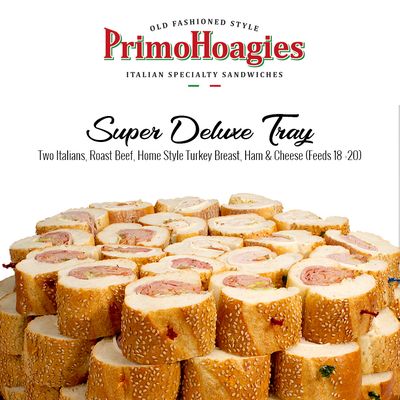 OLD FASHIONED STYLE
PrimoHoagies
ITALIAN SPECIALTY SANDWICHES
Super Deluxe Tray
Two Italians, Roast Beef, Home Style Turkey Breast, Ham & Cheese (Feeds 18 -20)